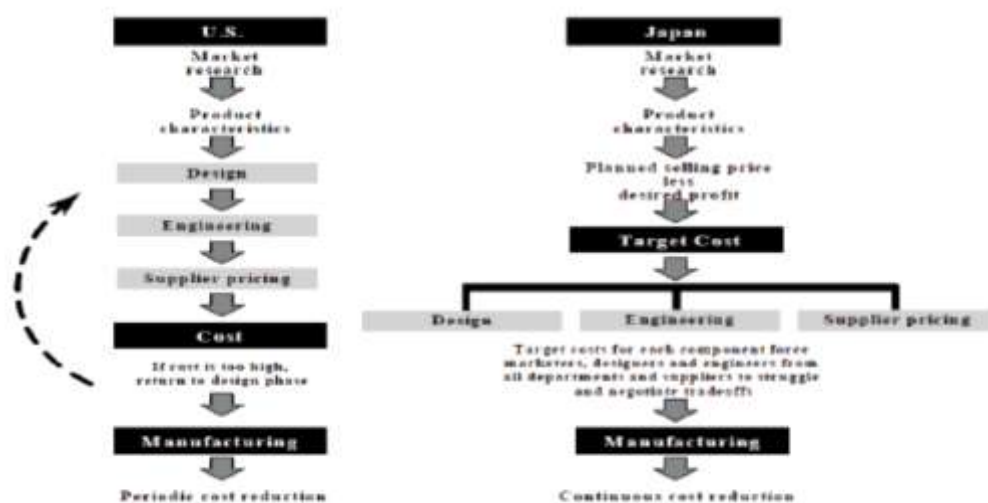 U.S.
Market
research
Product
characteristics
Design
Engineering
Supplier pricing
Cost
If cost is too high,
return to design phase
Manufacturing
Periodic cost reduction
Japan
Market
research
Product
characteristics
Planned selling price
less
desired profit
Target Cost
Design
Engineering
Supplier pricing
Target costs for each component force
marketers, designers and engineers from
all departments and suppliers to struggle
and negotiate tradeoffs
Manufacturing
Continuous cost reduction